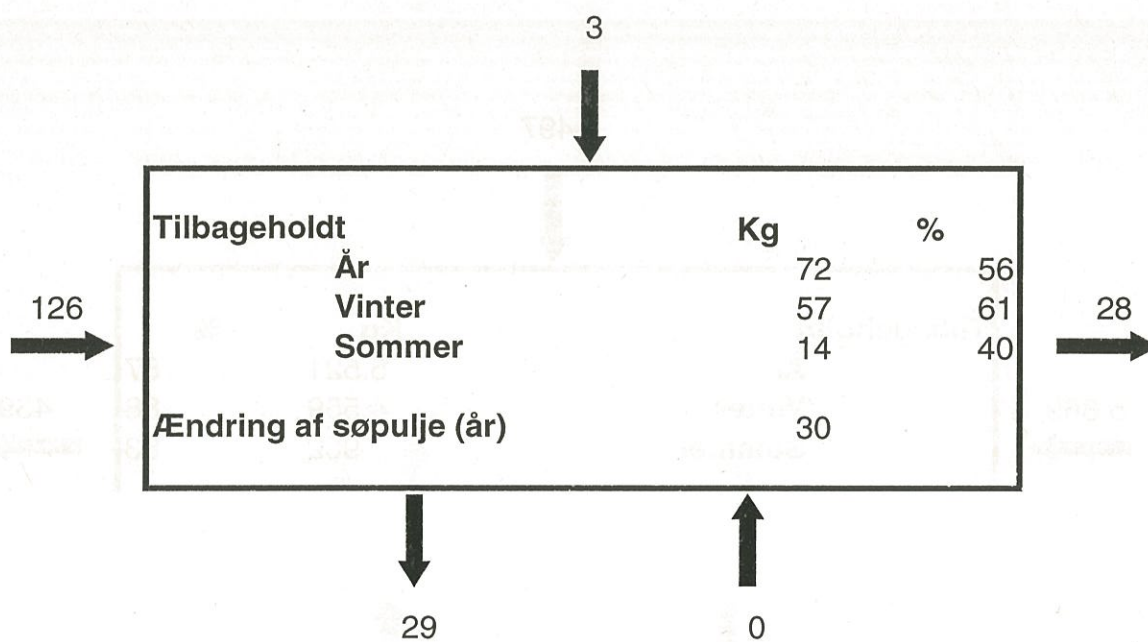 3
Tilbageholdt Kg %
År 72 56
126 Vinter 57 61 28
Sommer 14 40
Ændring af søpulje (år) 30
29 0